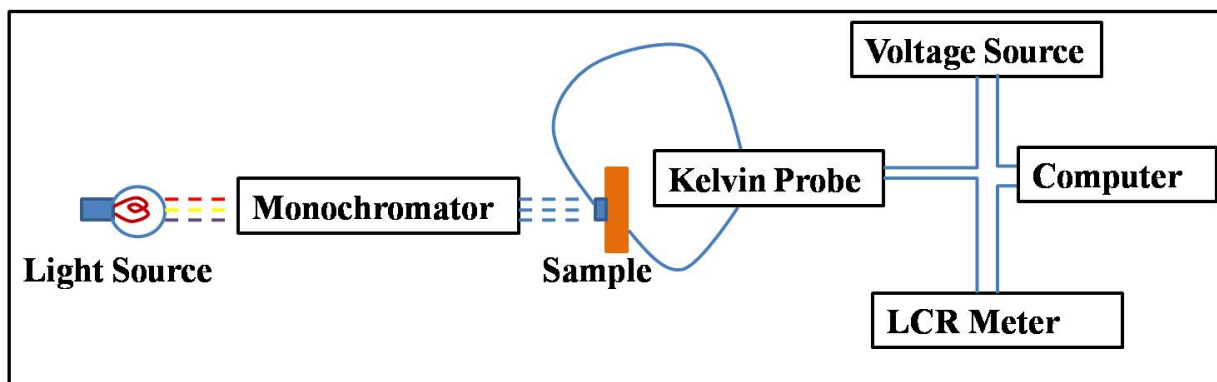 Voltage Source
Kelvin Probe
Computer
Monochromator
Light Source
Sample
LCR Meter